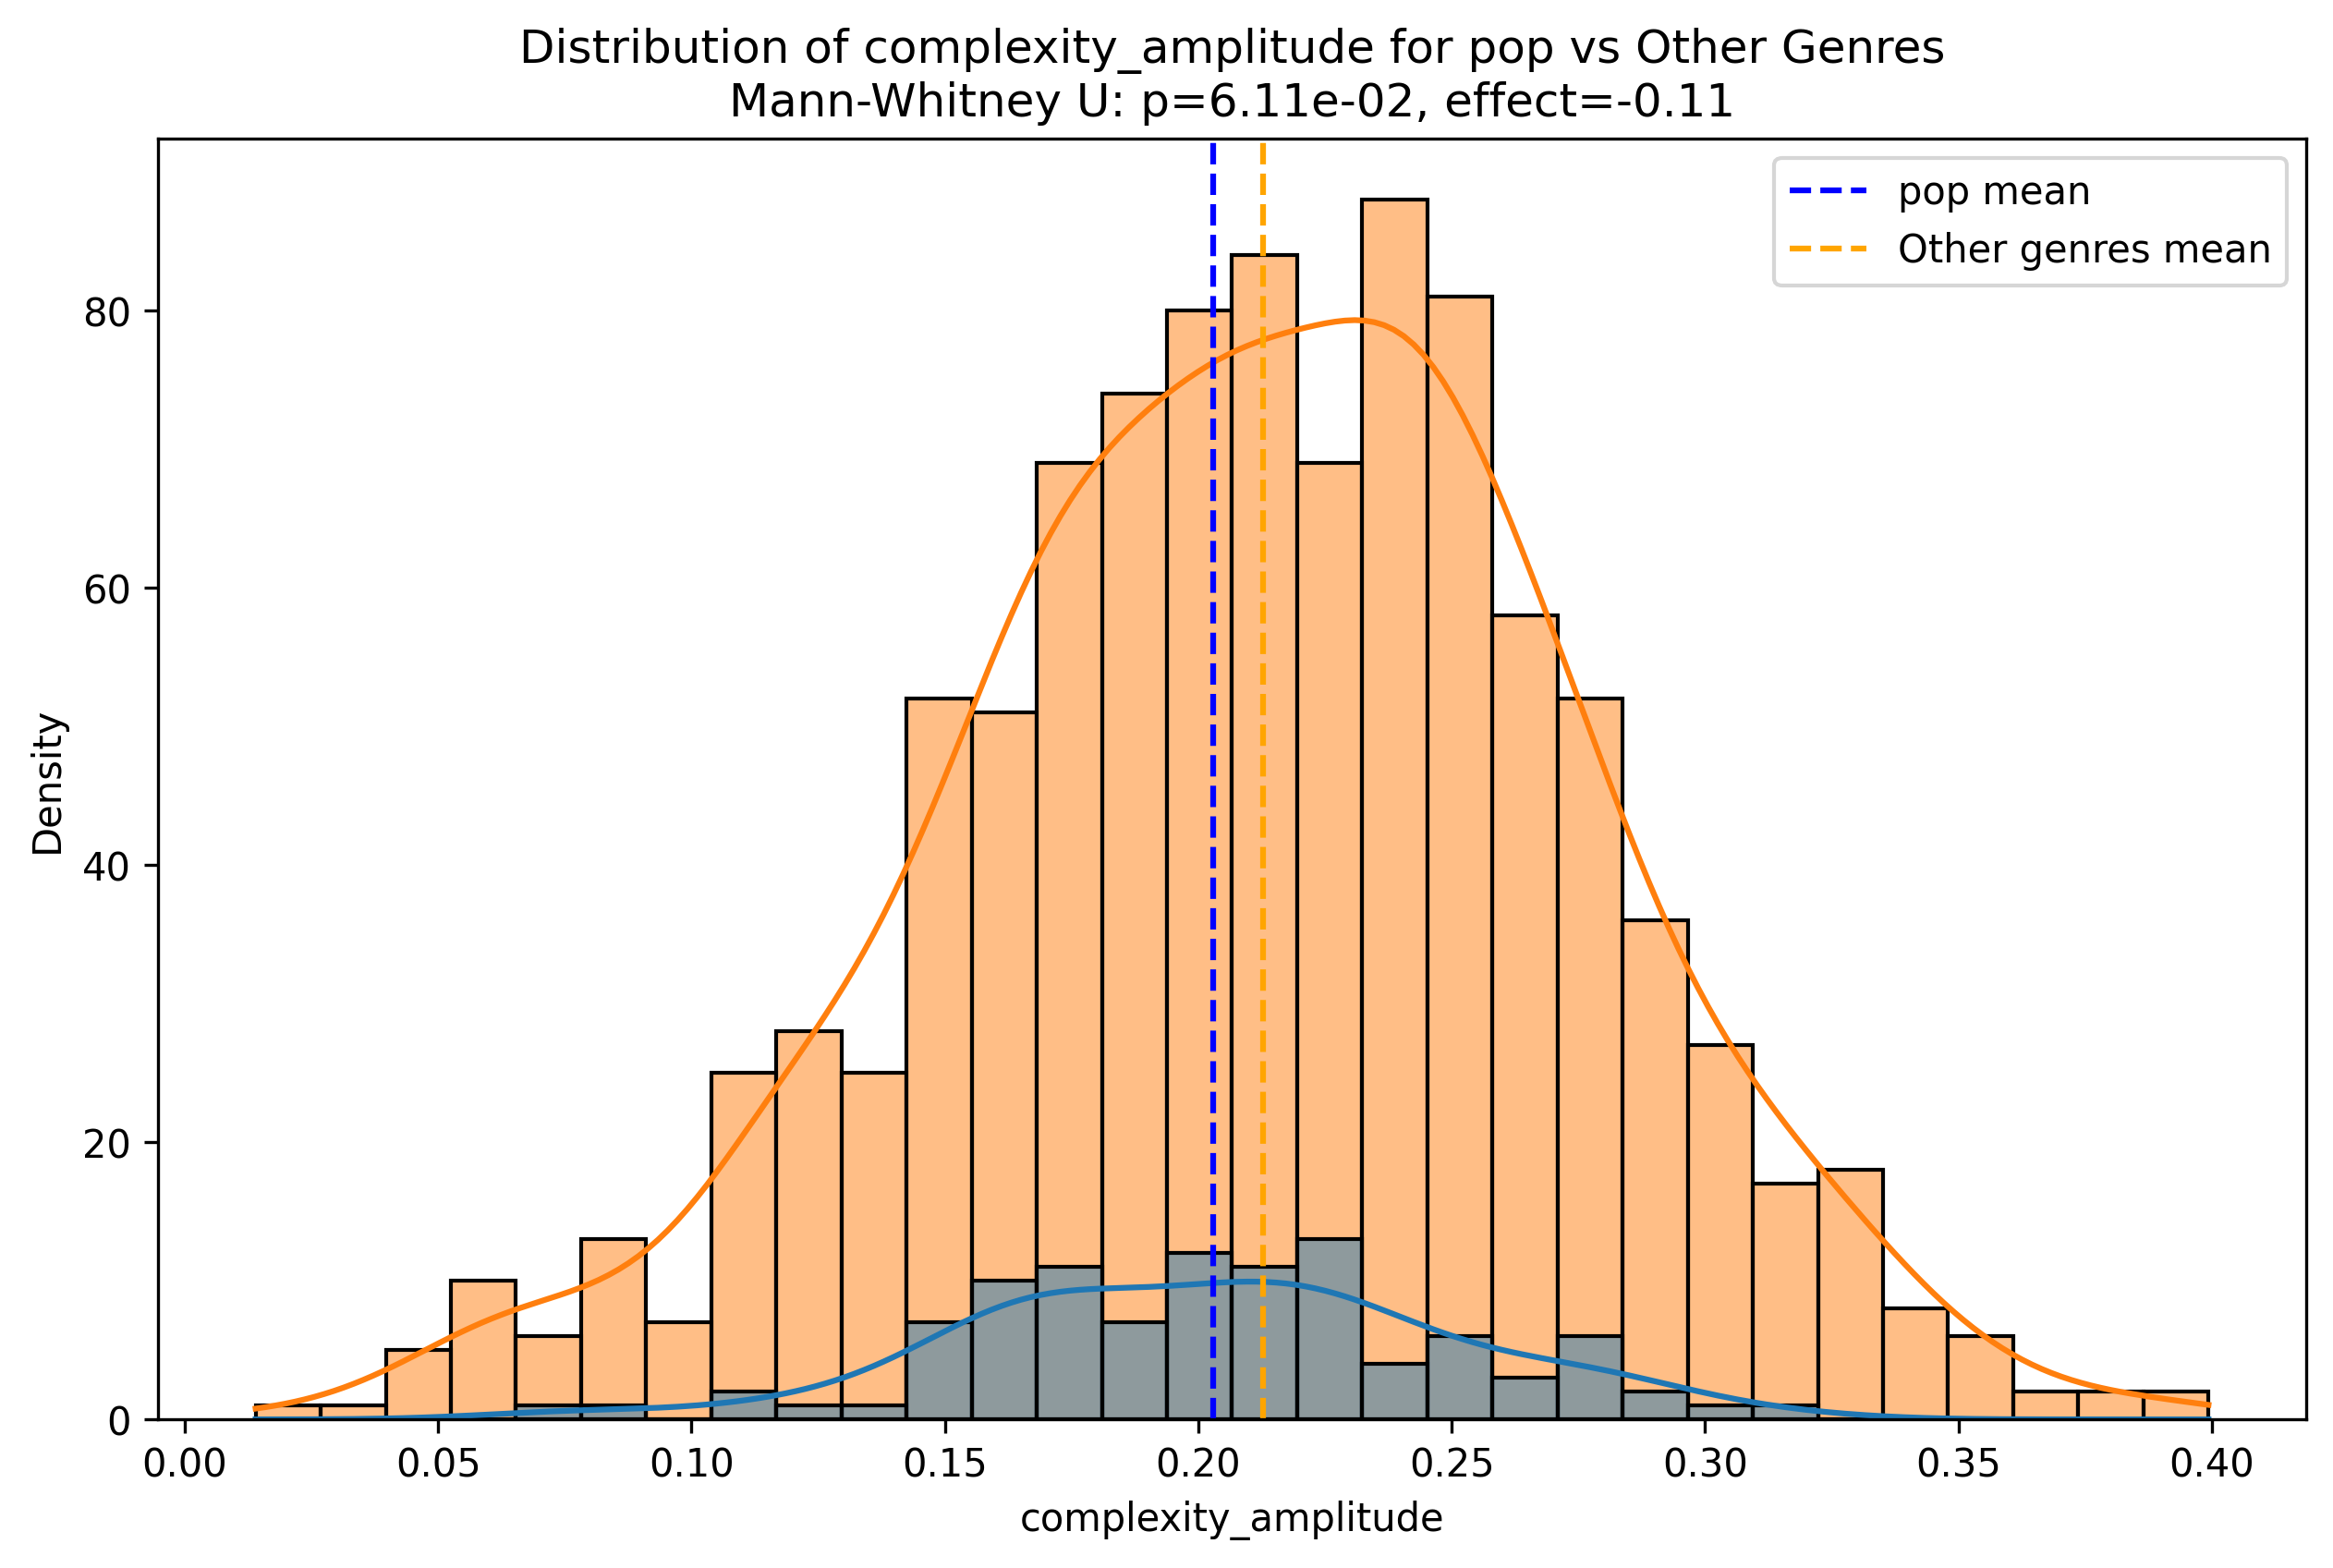 Distribution of complexity_amplitude for pop vs Other Genres
Mann-Whitney U: p=6.11e-02, effect=-0.11
pop mean
Other genres mean
Density
80
60
40
20
0
0.00 0.05 0.10 0.15 0.20 0.25 0.30 0.35 0.40
complexity_amplitude